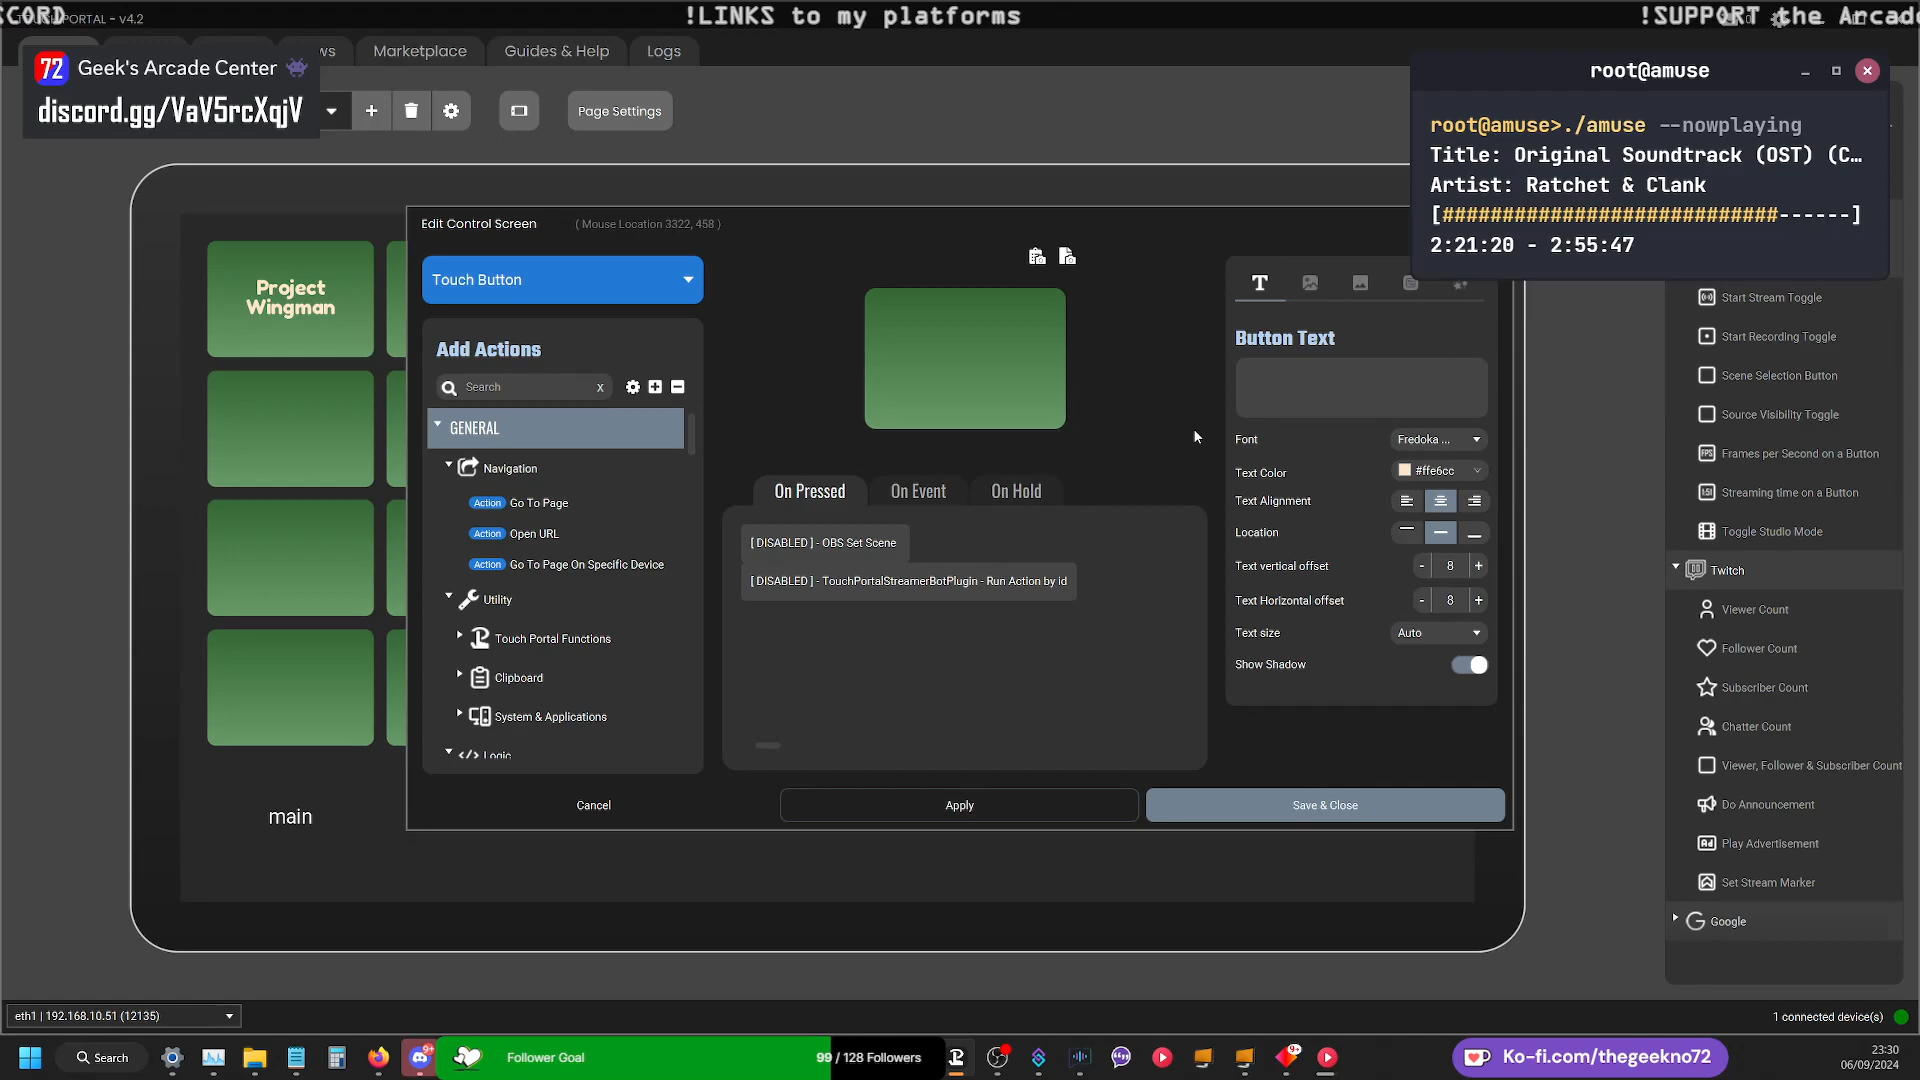 SCORD
TOUCH PORTAL - v4.2
!LINKS to my platforms
!SUPPORT the Arcade
ws
Marketplace
Guides & Help
Logs
72
Geek's Arcade Center
discord.gg/VaV5rcXqjV
Page Settings
root@amuse
root@amuse>./amuse --nowplaying
Title: Original Soundtrack (OST) (C…
Artist: Ratchet & Clank
[############################------]
2:21:20 - 2:55:47
Edit Control Screen
( Mouse Location 3322, 458 )
Touch Button
Add Actions
Search
x
GENERAL
Navigation
Action Go To Page
Action Open URL
Action Go To Page On Specific Device
Utility
Touch Portal Functions
Clipboard
System & Applications
Logic
On Pressed
On Event
On Hold
[ DISABLED ] - OBS Set Scene
[ DISABLED ] - TouchPortalStreamerBotPlugin - Run Action by id
Button Text
Font
Fredoka ...
Text Color
#ffe6cc
Text Alignment
Location
Text vertical offset
- 8 +
Text Horizontal offset
- 8 +
Text size
Auto
Show Shadow
Cancel
Apply
Save & Close
Project
Wingman
main
Start Stream Toggle
Start Recording Toggle
Scene Selection Button
Source Visibility Toggle
FPS
Frames per Second on a Button
1:51
Streaming time on a Button
Toggle Studio Mode
Twitch
Viewer Count
Follower Count
Subscriber Count
Chatter Count
Viewer, Follower & Subscriber Count
Do Announcement
Ad
Play Advertisement
Set Stream Marker
Google
eth1 | 192.168.10.51 (12135)
1 connected device(s)
Search
9+
Follower Goal
99 / 128 Followers
9+
Ko-fi.com/thegeekno72
23:30
06/09/2024